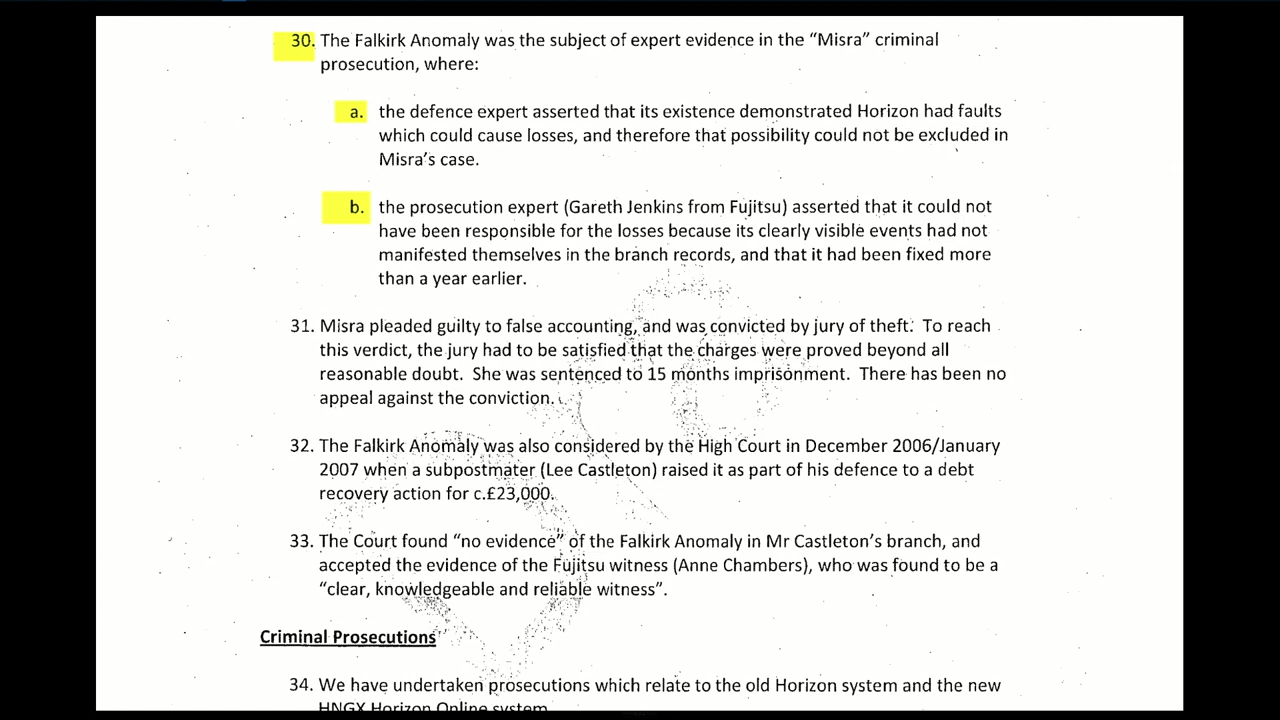 30. The Falkirk Anomaly was the subject of expert evidence in the “Misra” criminal
prosecution, where:
a. the defence expert asserted that its existence demonstrated Horizon had faults
which could cause losses, and therefore that possibility could not be excluded in
Misra’s case.
b. the prosecution expert (Gareth Jenkins from Fujitsu) asserted that it could not
have been responsible for the losses because its clearly visible events had not
manifested themselves in the branch records, and that it had been fixed more
than a year earlier.
31. Misra pleaded guilty to false accounting, and was convicted by jury of theft. To reach
this verdict, the jury had to be satisfied that the charges were proved beyond all
reasonable doubt. She was sentenced to 15 months imprisonment. There has been no
appeal against the conviction.
32. The Falkirk Anomaly was also considered by the High Court in December 2006/January
2007 when a subpostmater (Lee Castleton) raised it as part of his defence to a debt
recovery action for c.£23,000.
33. The Court found “no evidence” of the Falkirk Anomaly in Mr Castleton’s branch, and
accepted the evidence of the Fujitsu witness (Anne Chambers), who was found to be a
“clear, knowledgeable and reliable witness”.
Criminal Prosecutions
34. We have undertaken prosecutions which relate to the old Horizon system and the new
HNGX Horizon Online system.